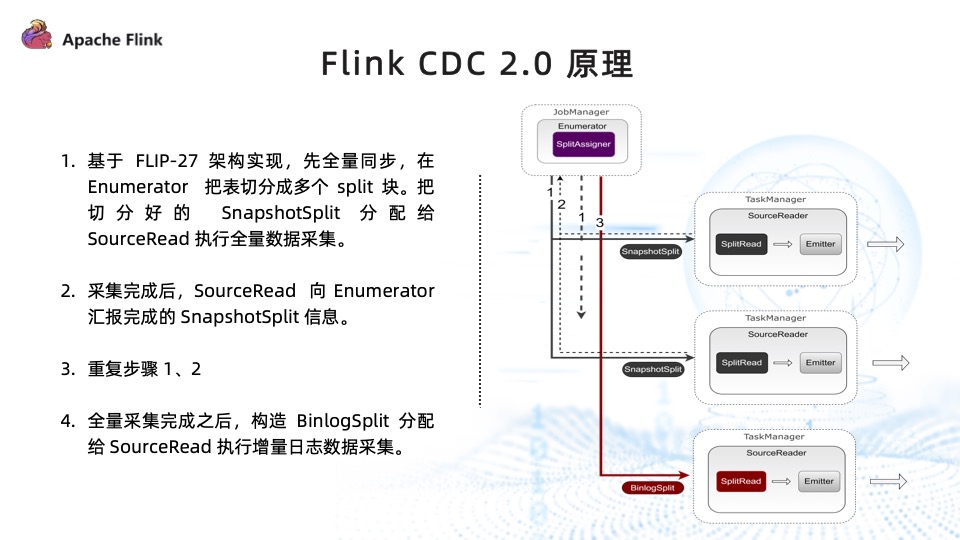 Apache Flink
Flink CDC 2.0 原理
1. 基于 FLIP-27 架构实现，先全量同步，在
Enumerator 把表切分成多个 split 块。把
切分好的 SnapshotSplit 分配给
SourceRead 执行全量数据采集。
2. 采集完成后，SourceRead 向 Enumerator
汇报完成的 SnapshotSplit 信息。
3. 重复步骤 1、2
4. 全量采集完成之后，构造 BinlogSplit 分配
给 SourceRead 执行增量日志数据采集。
JobManager
Enumerator
SplitAssigner
1
2
1
3
SnapshotSplit
TaskManager
SourceReader
SplitRead
Emitter
SnapshotSplit
TaskManager
SourceReader
SplitRead
Emitter
BinlogSplit
TaskManager
SourceReader
SplitRead
Emitter